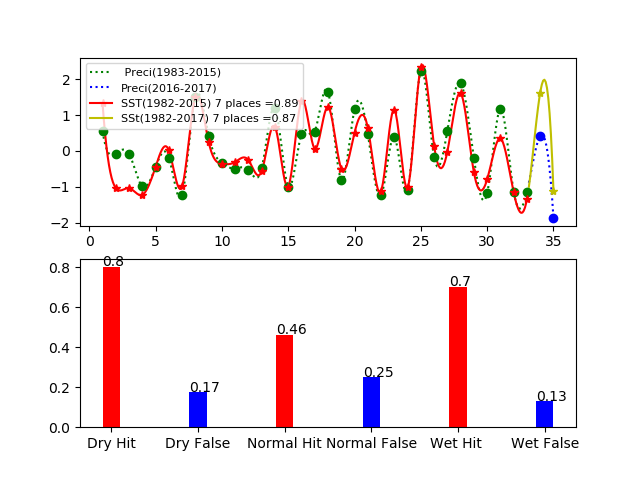 2
1
0
−1
−2
Preci(1983-2015)
Preci(2016-2017)
SST(1982-2015) 7 places =0.89
SSt(1982-2017) 7 places =0.87
0 5 10 15 20 25 30 35
0.8
0.6
0.4
0.2
0.0
0.8
0.17
0.46
0.25
0.7
0.13
Dry Hit Dry False Normal Hit Normal False Wet Hit Wet False